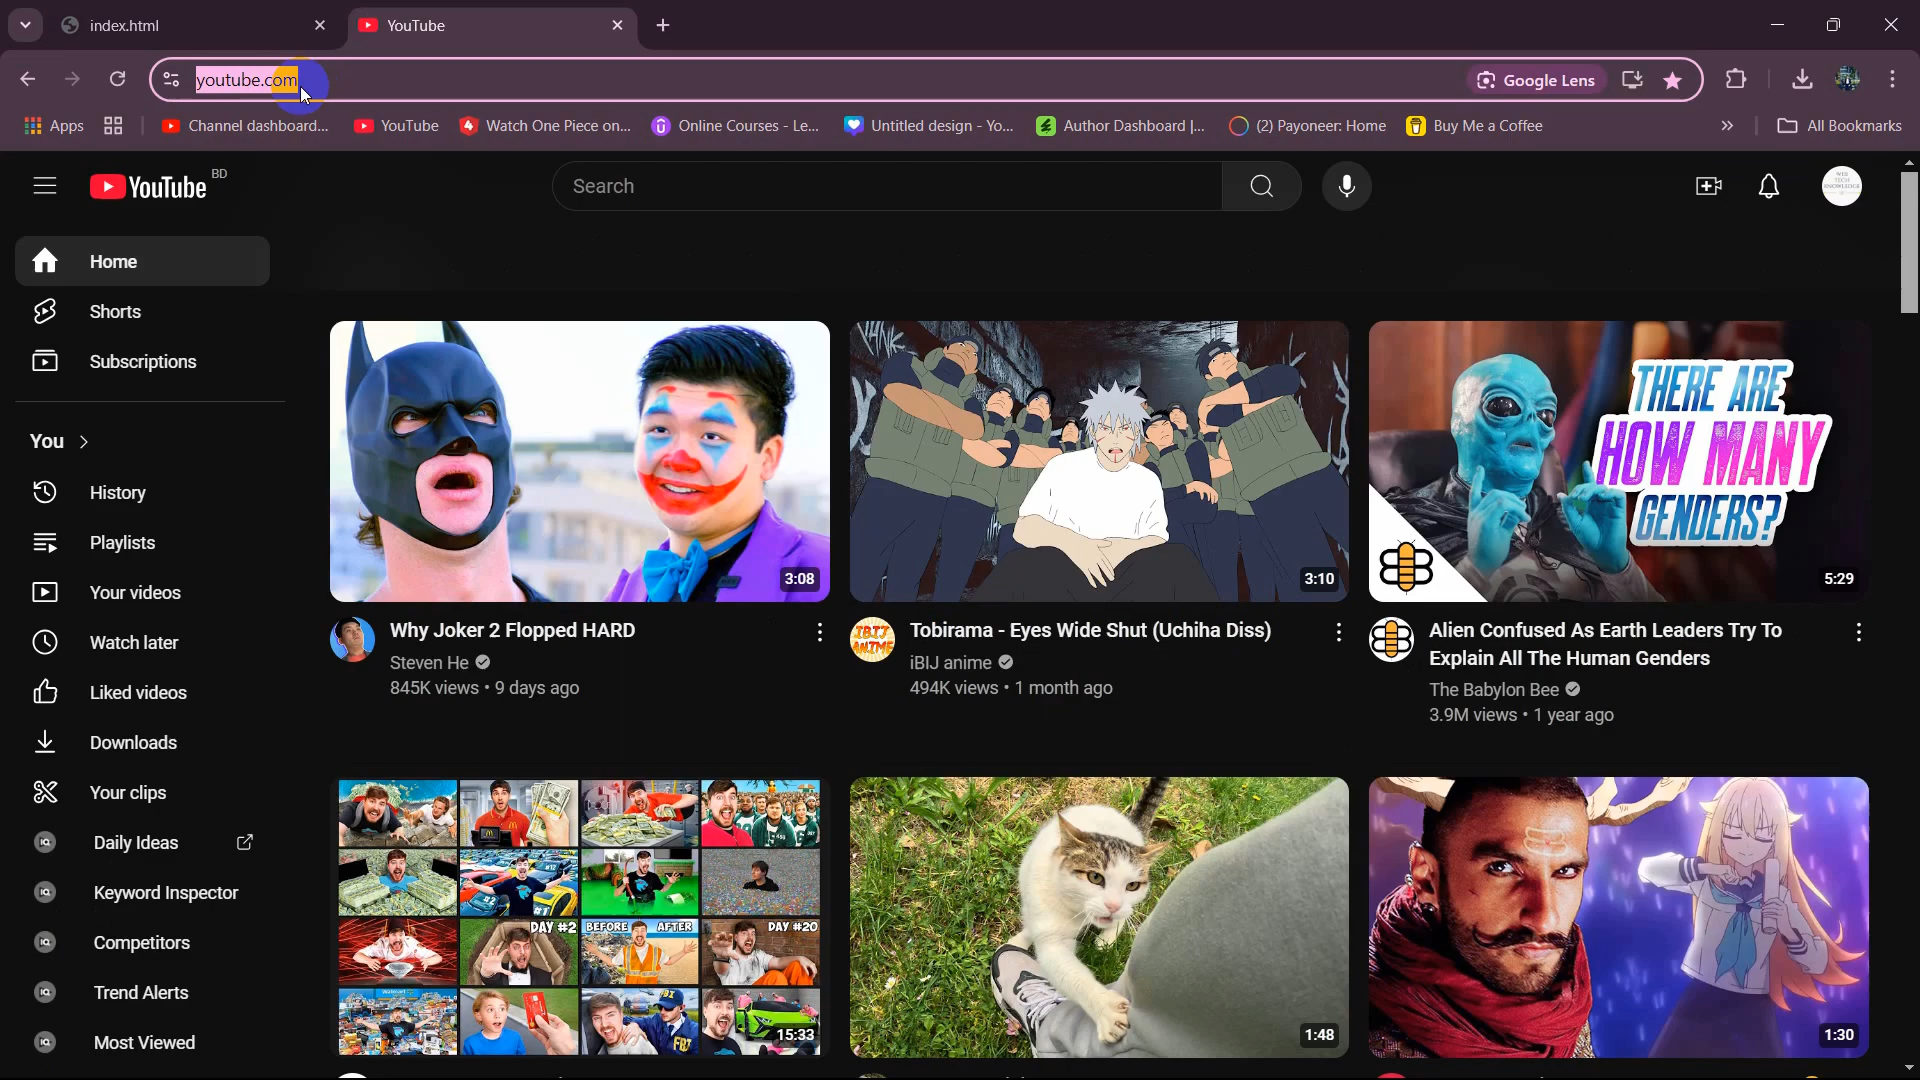 index.html
YouTube
youtube.com
Google Lens
Apps
Channel dashboard...
YouTube
Watch One Piece on...
Online Courses - Le...
Untitled design - Yo...
Author Dashboard |...
(2) Payoneer: Home
Buy Me a Coffee
All Bookmarks
YouTube BD
Search
Home
Shorts
Subscriptions
You
History
Playlists
Your videos
Watch later
Liked videos
Downloads
Your clips
Daily Ideas
Keyword Inspector
Competitors
Trend Alerts
Most Viewed
3:08
Why Joker 2 Flopped HARD
Steven He
845K views • 9 days ago
3:10
IBIJ
ANIME
Tobirama - Eyes Wide Shut (Uchiha Diss)
iBIJ anime
494K views • 1 month ago
THERE ARE
HOW MANY
GENDERS?
5:29
Alien Confused As Earth Leaders Try To
Explain All The Human Genders
The Babylon Bee
3.9M views • 1 year ago
#2
#1
DAY #2
BEFORE
AFTER
DAY #20
FBI
15:33
1:48
1:30